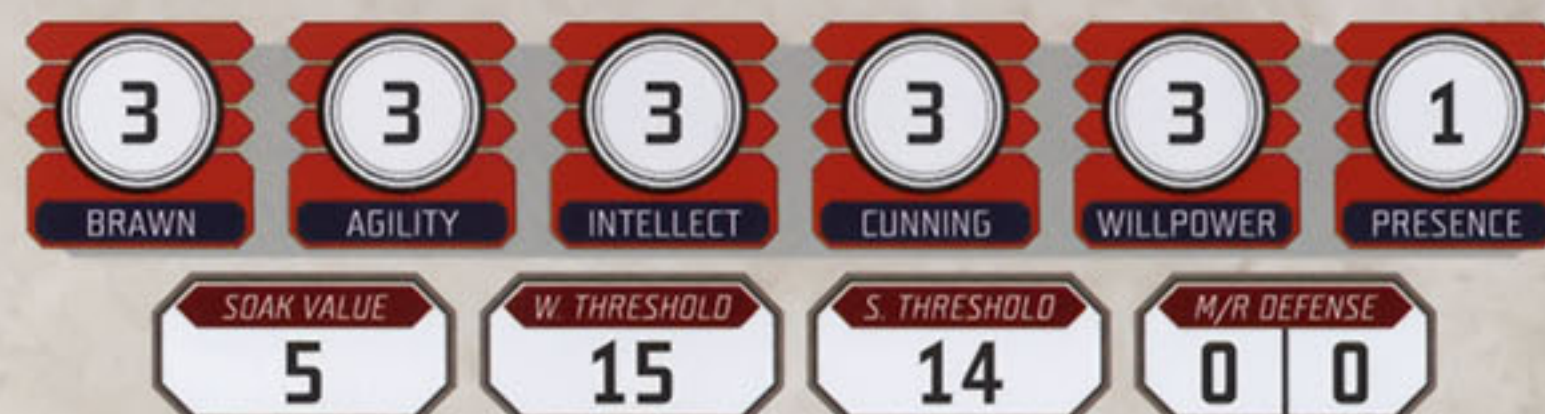 3 3 3 3 3 1
BRAWN AGILITY INTELLECT CUNNING WILLPOWER PRESENCE
SOAK VALUE W. THRESHOLD S. THRESHOLD M/R DEFENSE
5 15 14 0 0